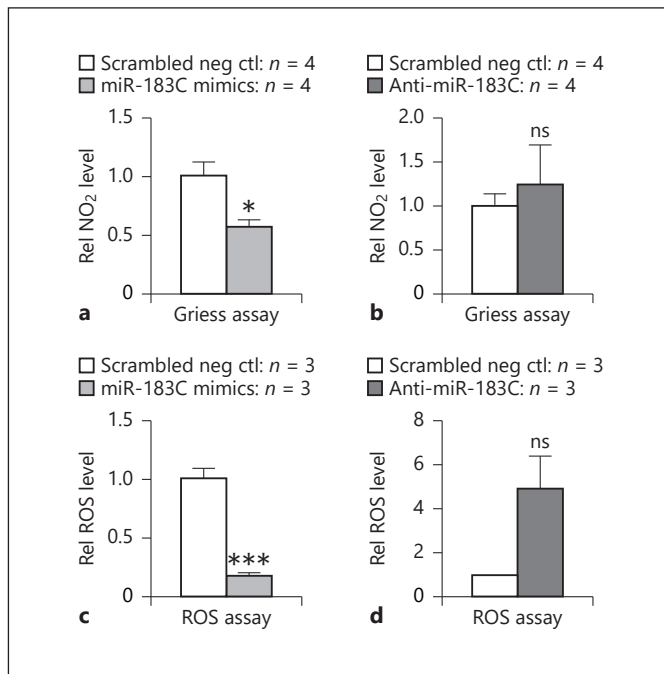 Scrambled neg ctl: n = 4
miR-183C mimics: n = 4
1.5
1.0
0.5
0
Rel NO2 level
*
a
Griess assay
Scrambled neg ctl: n = 4
Anti-miR-183C: n = 4
2.0
1.5
1.0
0.5
0
Rel NO2 level
ns
b
Griess assay
Scrambled neg ctl: n = 3
miR-183C mimics: n = 3
1.5
1.0
0.5
0
Rel ROS level
***
c
ROS assay
Scrambled neg ctl: n = 3
Anti-miR-183C: n = 3
8
6
4
2
0
Rel ROS level
ns
d
ROS assay